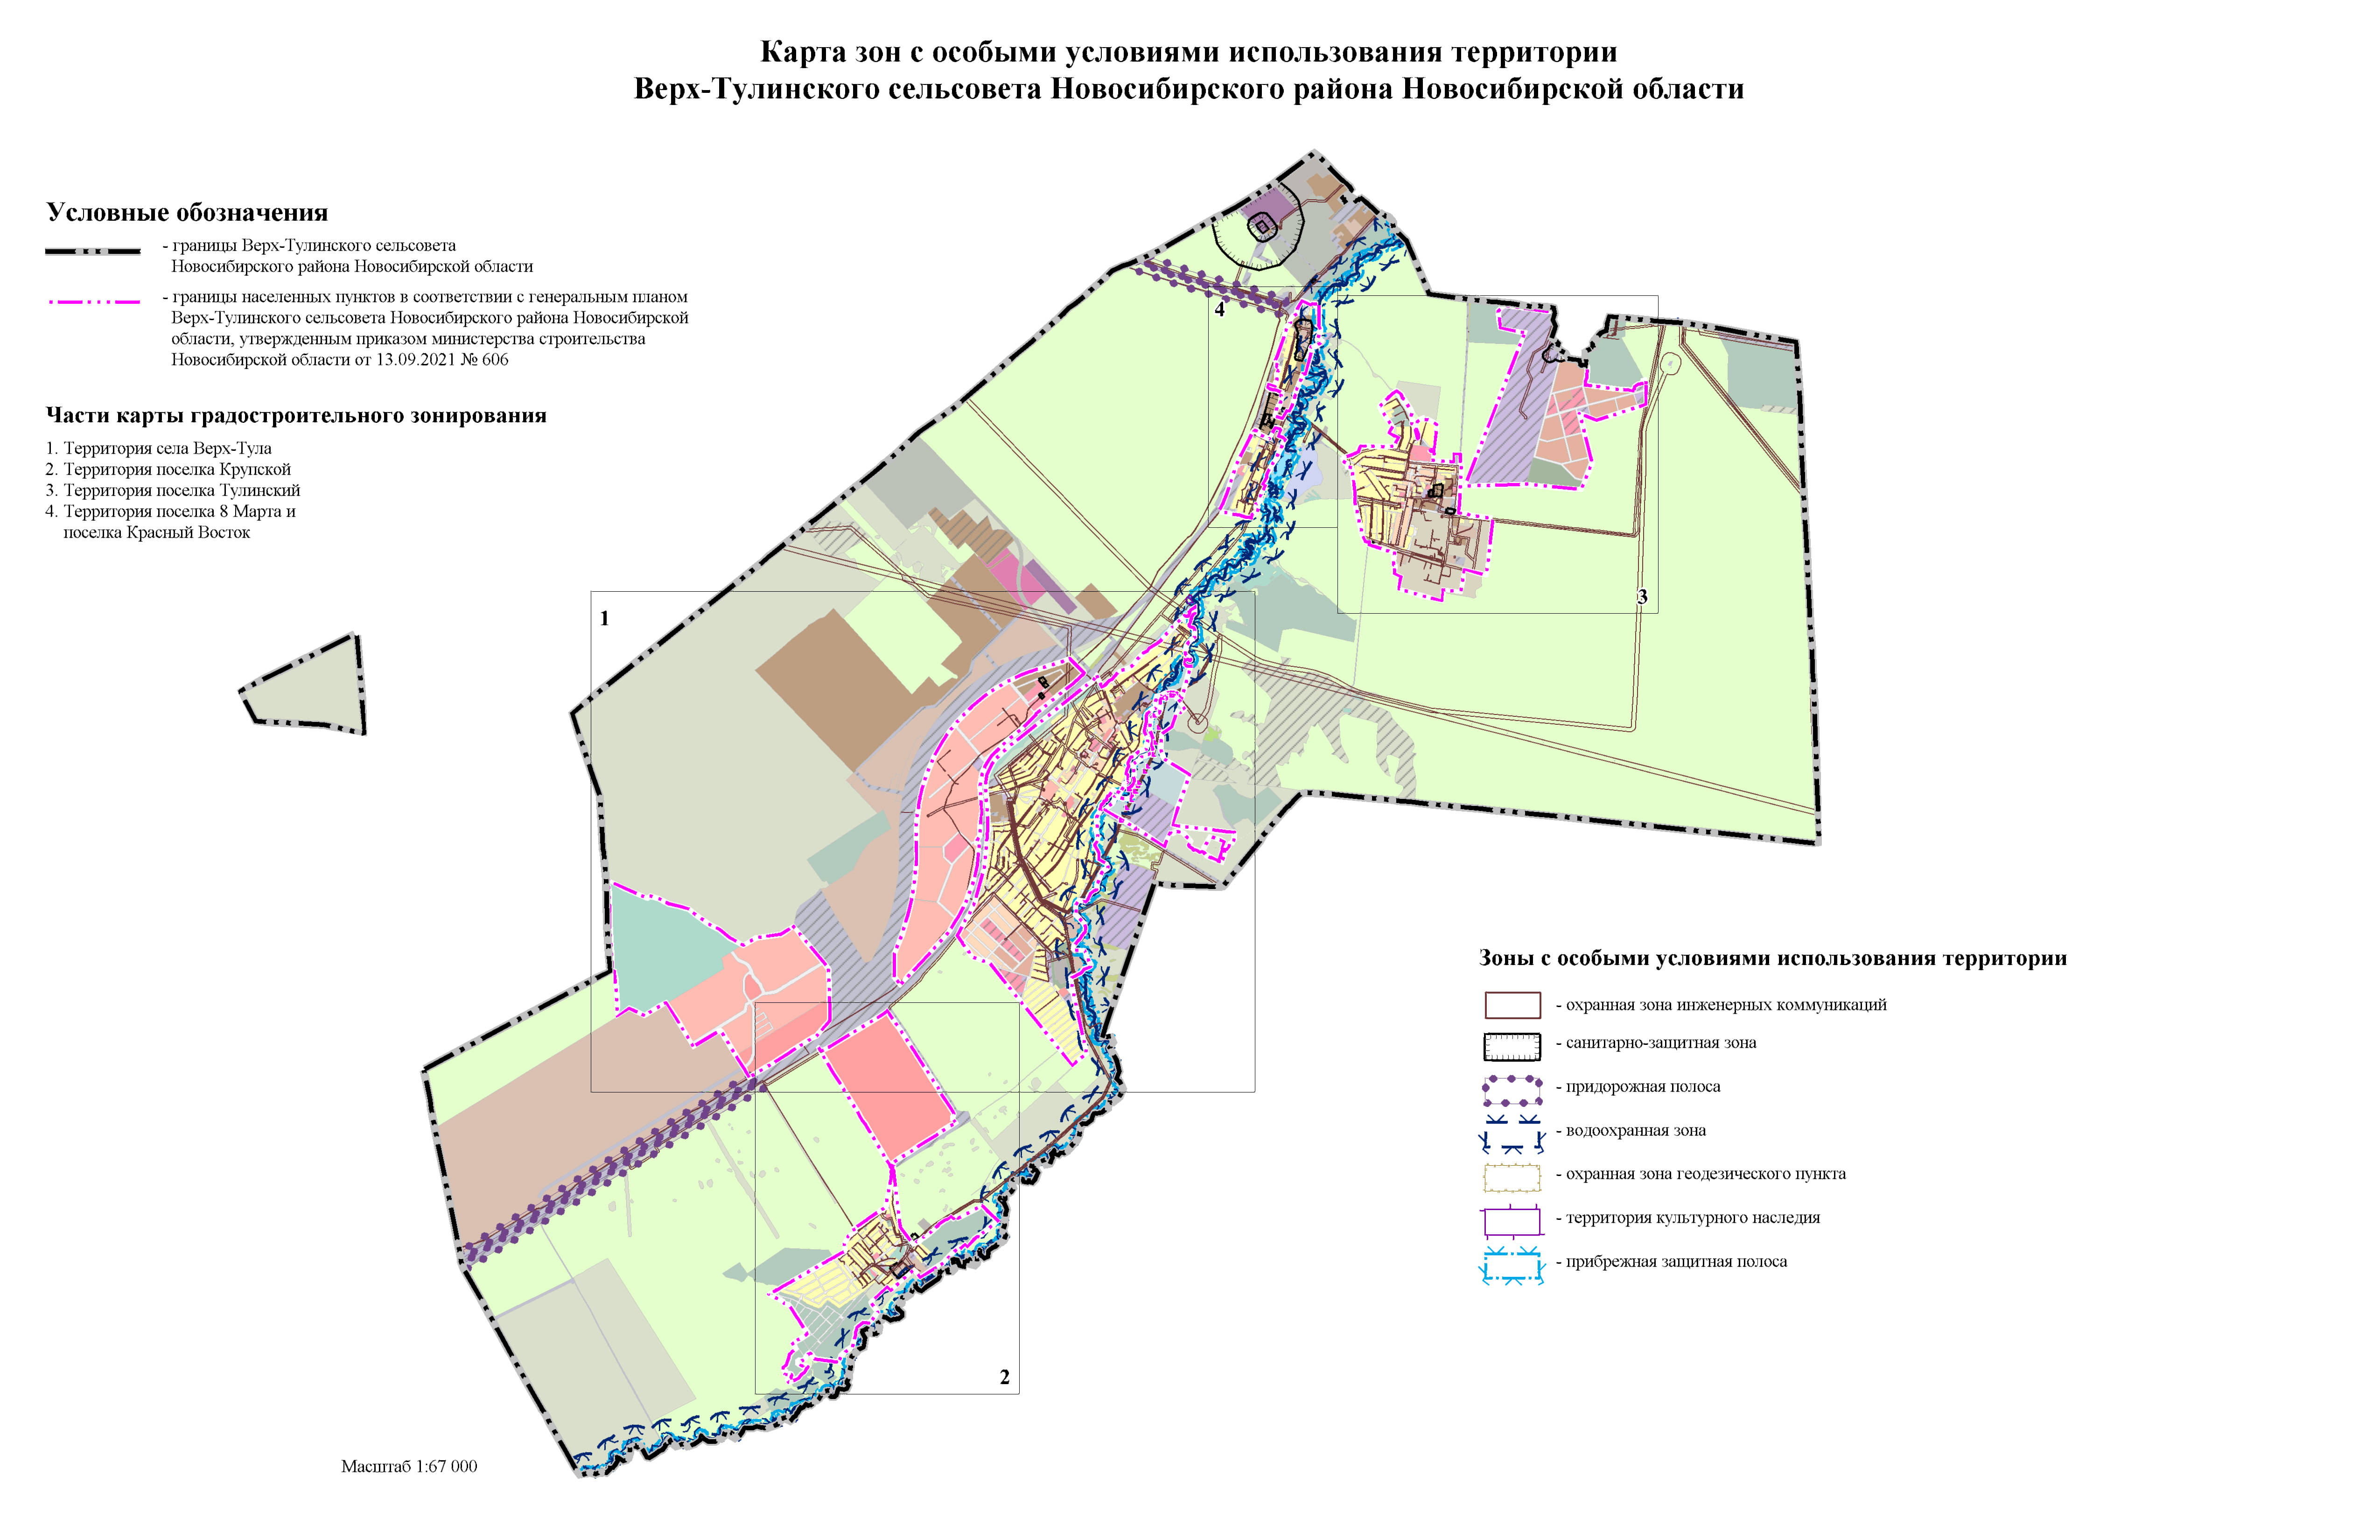 Карта зон с особыми условиями использования территории
Верх-Тулинского сельсовета Новосибирского района Новосибирской области
Условные обозначения
- границы Верх-Тулинского сельсовета
Новосибирского района Новосибирской области
- границы населенных пунктов в соответствии с генеральным планом
Верх-Тулинского сельсовета Новосибирского района Новосибирской
области, утвержденным приказом министерства строительства
Новосибирской области от 13.09.2021 № 606
Части карты градостроительного зонирования
1. Территория села Верх-Тула
2. Территория поселка Крупской
3. Территория поселка Тулинский
4. Территория поселка 8 Марта и
поселка Красный Восток
4
3
1
2
Зоны с особыми условиями использования территории
- охранная зона инженерных коммуникаций
- санитарно-защитная зона
- придорожная полоса
- водоохранная зона
- охранная зона геодезического пункта
- территория культурного наследия
- прибрежная защитная полоса
Масштаб 1:67 000